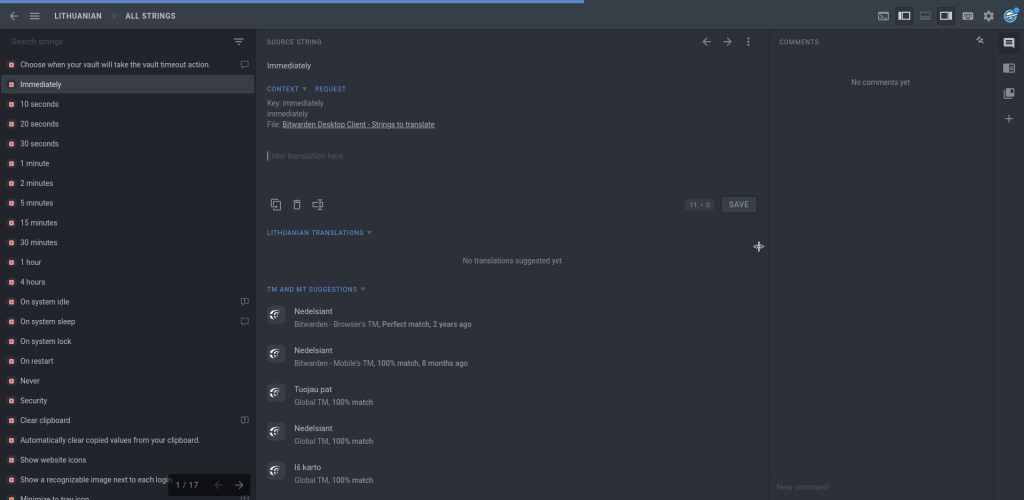 LITHUANIAN > ALL STRINGS
Search strings
Choose when your vault will take the vault timeout action.
Immediately
10 seconds
20 seconds
30 seconds
1 minute
2 minutes
5 minutes
15 minutes
30 minutes
1 hour
4 hours
On system idle
On system sleep
On system lock
On restart
Never
Security
Clear clipboard
Automatically clear copied values from your clipboard.
Show website icons
Show a recognizable image next to each login.
Minimize to tray icon
1 / 17
SOURCE STRING
Immediately
CONTEXT REQUEST
Key: immediately
immediately
File: Bitwarden Desktop Client - Strings to translate
Enter translation here
11 • 0 SAVE
LITHUANIAN TRANSLATIONS
No translations suggested yet
TM AND MT SUGGESTIONS
Nedelsiant
Bitwarden - Browser's TM, Perfect match, 2 years ago
Nedelsiant
Bitwarden - Mobile's TM, 100% match, 8 months ago
Tuojau pat
Global TM, 100% match
Nedelsiant
Global TM, 100% match
Iš karto
Global TM, 100% match
COMMENTS
No comments yet
New comment